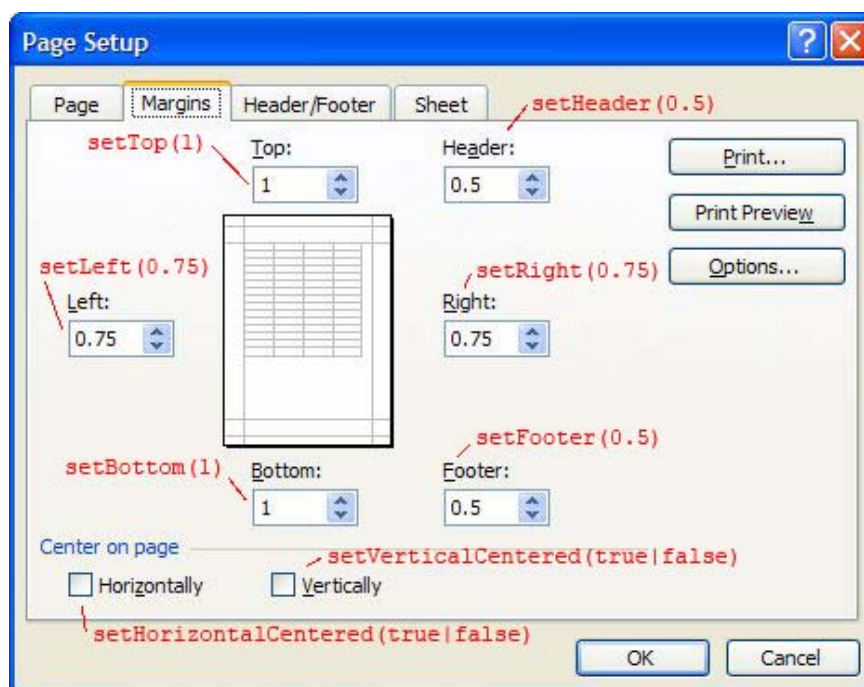 Page Setup
Page Margins Header/Footer Sheet
setHeader(0.5)
setTop(1)
Top:
Header:
Print...
1
0.5
Print Preview
setLeft(0.75)
setRight(0.75)
Options...
Left:
Right:
0.75
0.75
setFooter(0.5)
setBottom(1)
Bottom:
Footer:
1
0.5
Center on page
setVerticalCentered(true|false)
Horizontally
Vertically
setHorizontalCentered(true|false)
OK
Cancel